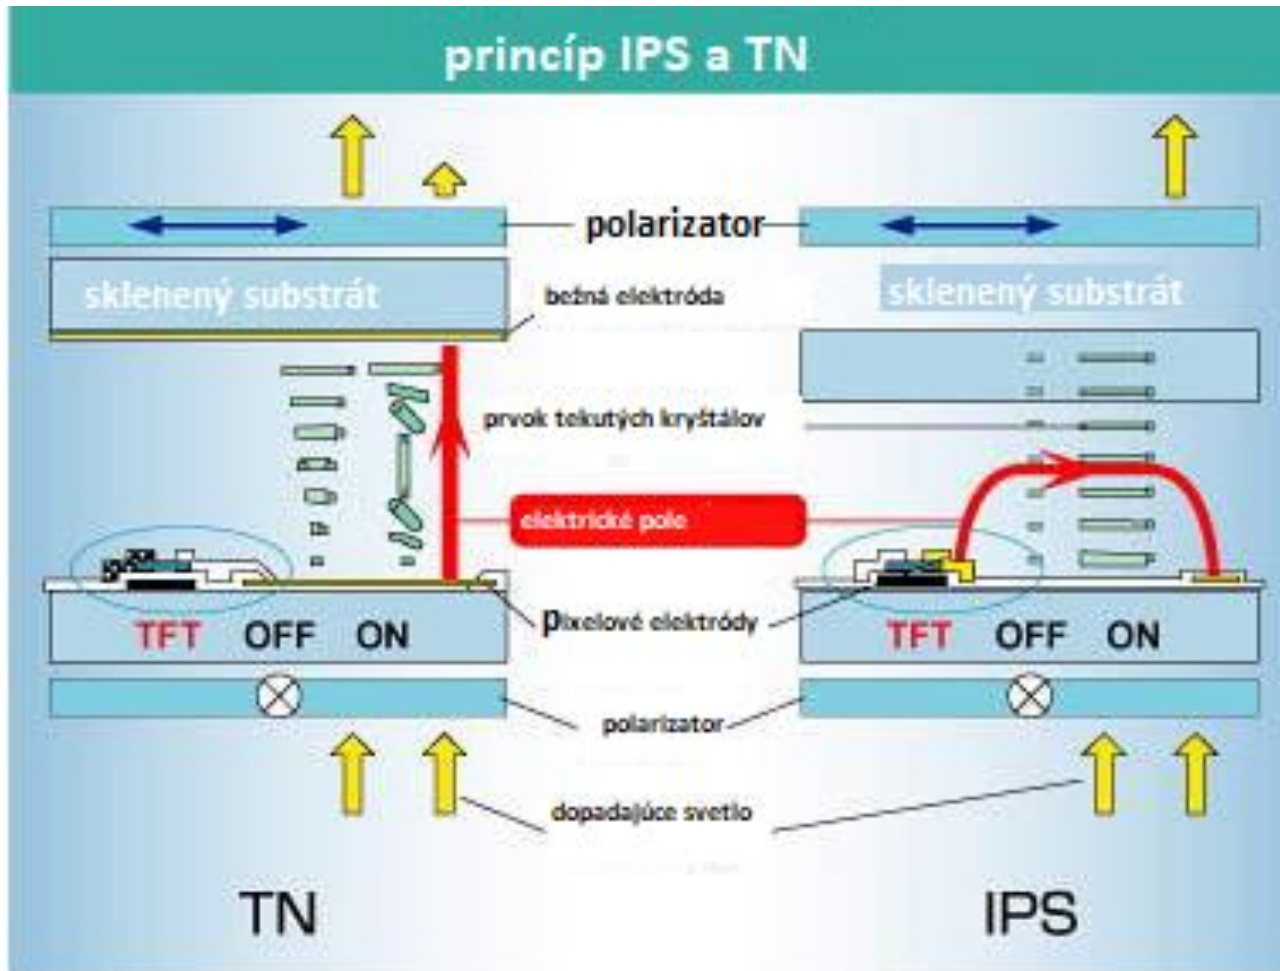 princíp IPS a TN
polarizator
sklenený substrát
bežná elektróda
sklenený substrát
prvok tekutých kryštálov
elektrické pole
pixelové elektródy
TFT OFF ON
TFT OFF ON
polarizator
dopadajúce svetlo
TN
IPS